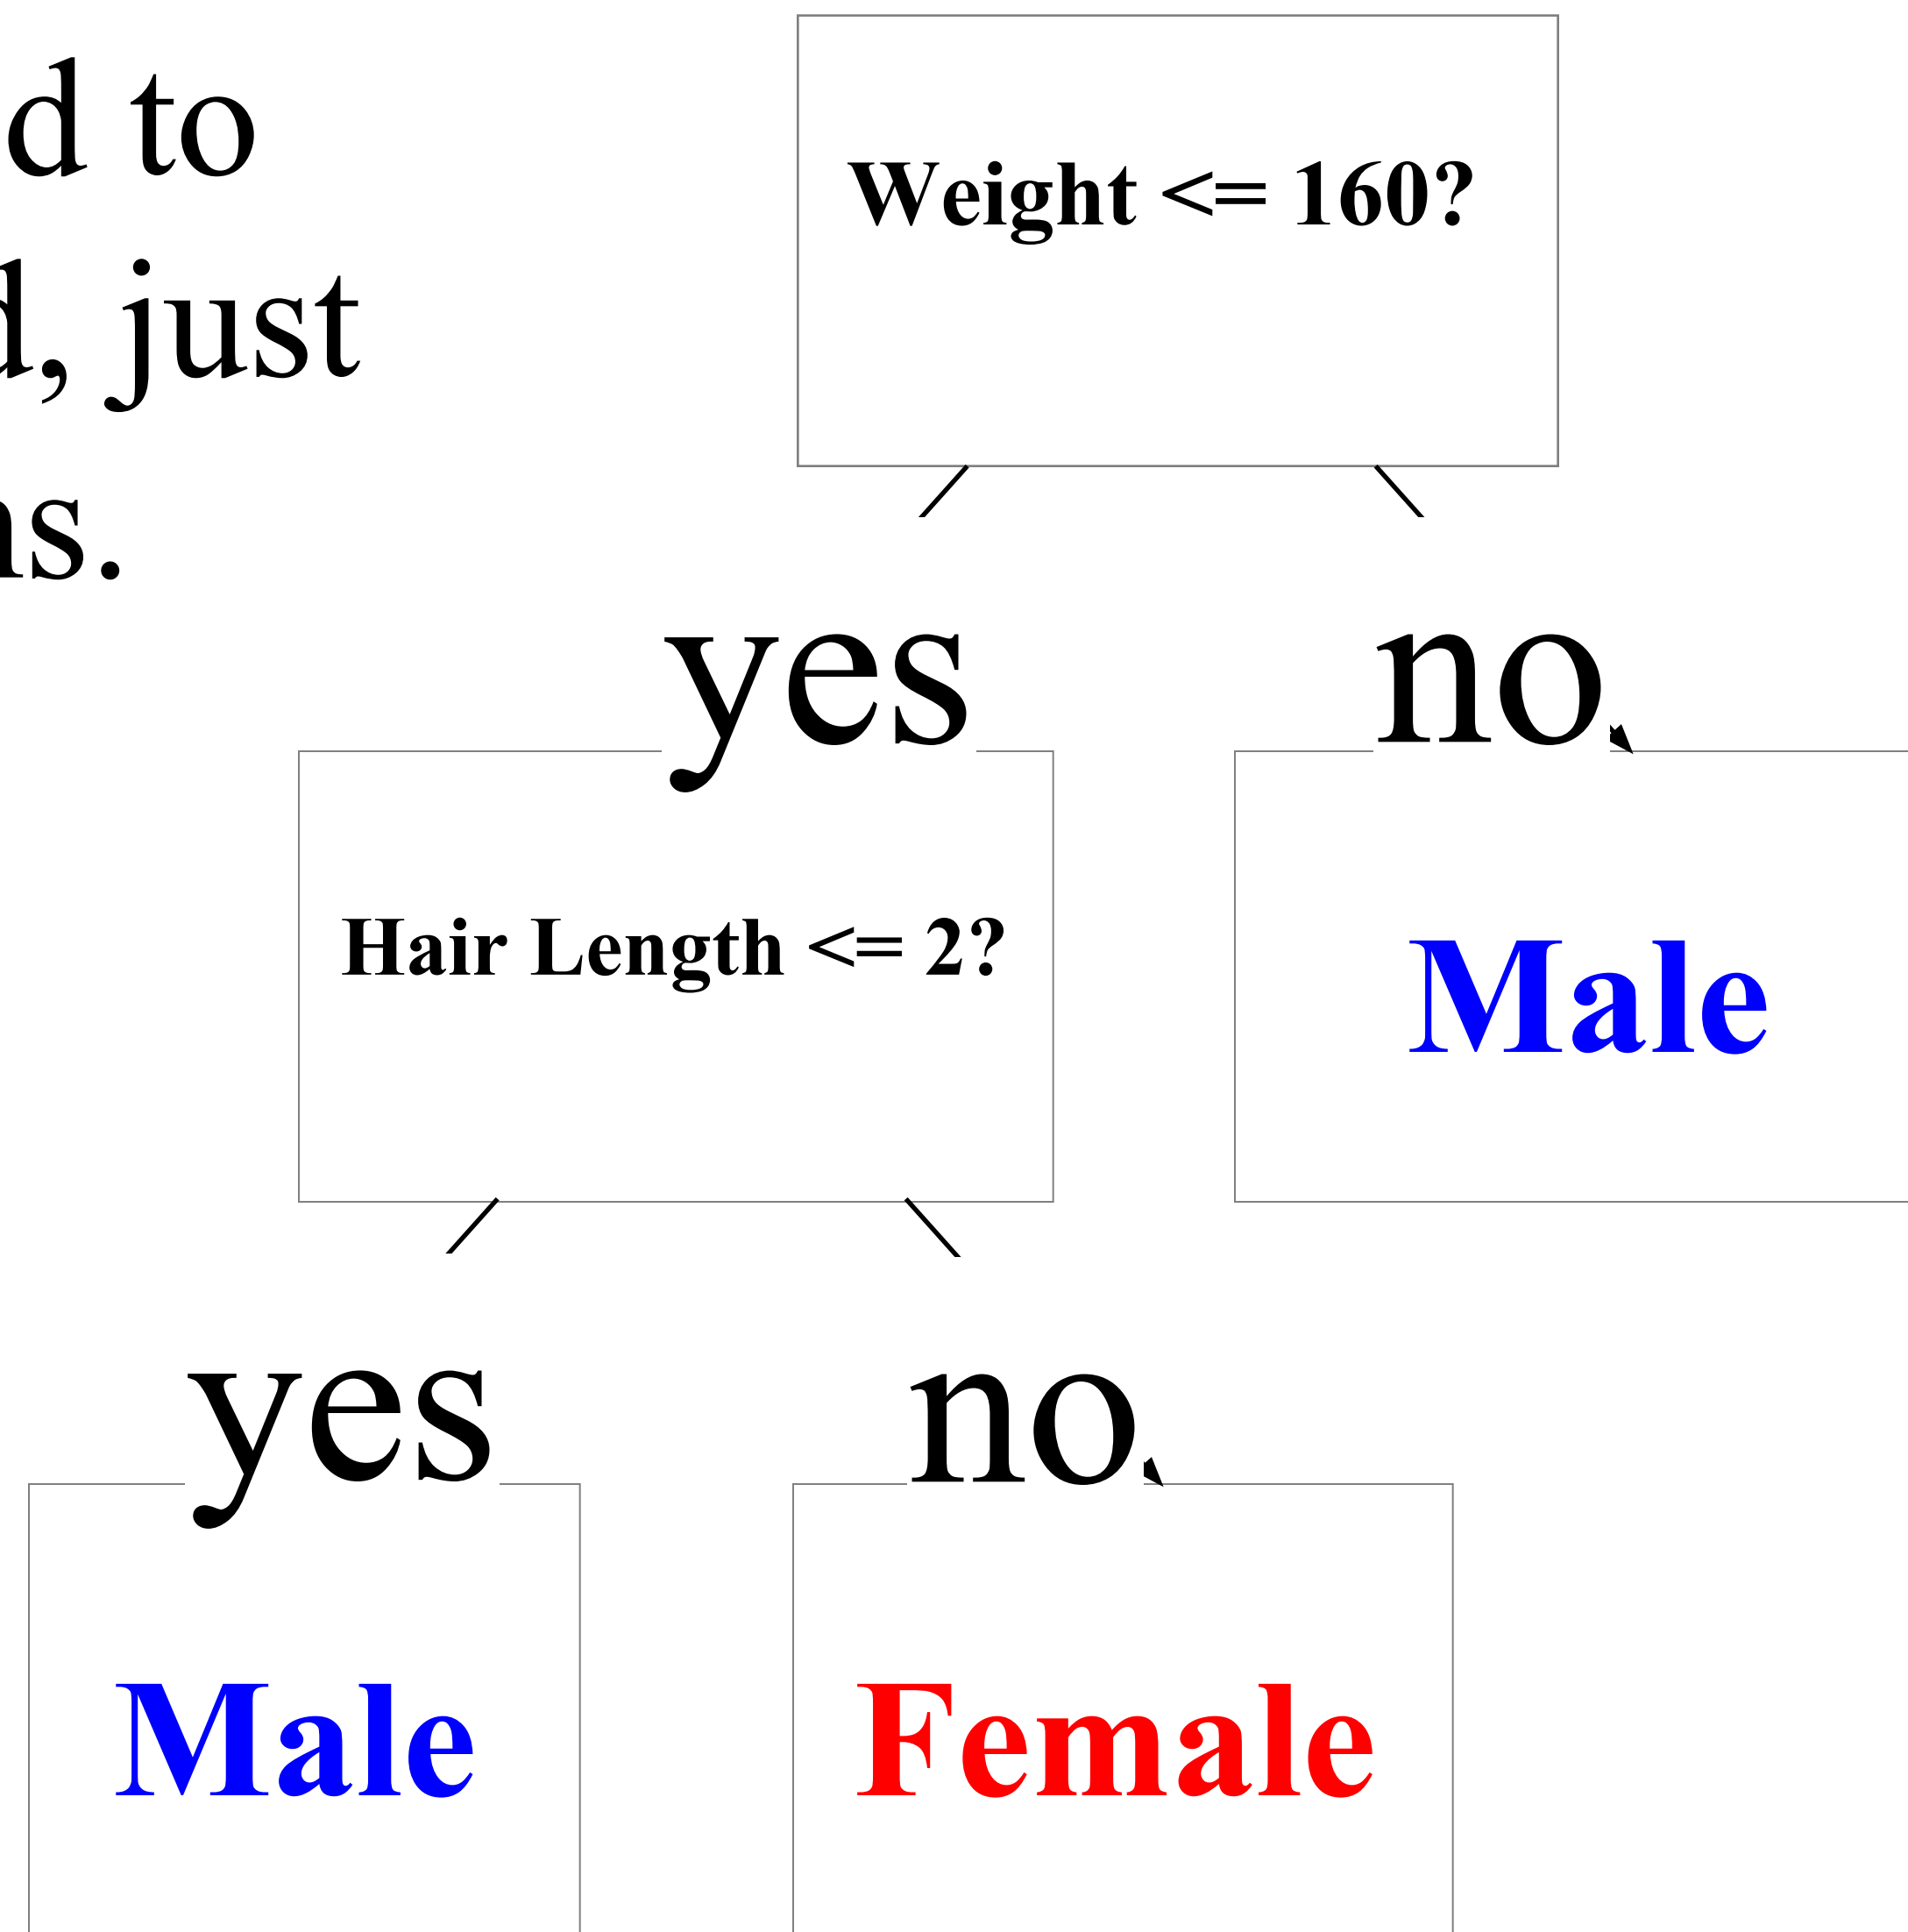 d to
d, just
ns.
Weight <= 160?
yes
no
Hair Length <= 2?
Male
yes
no
Male
Female